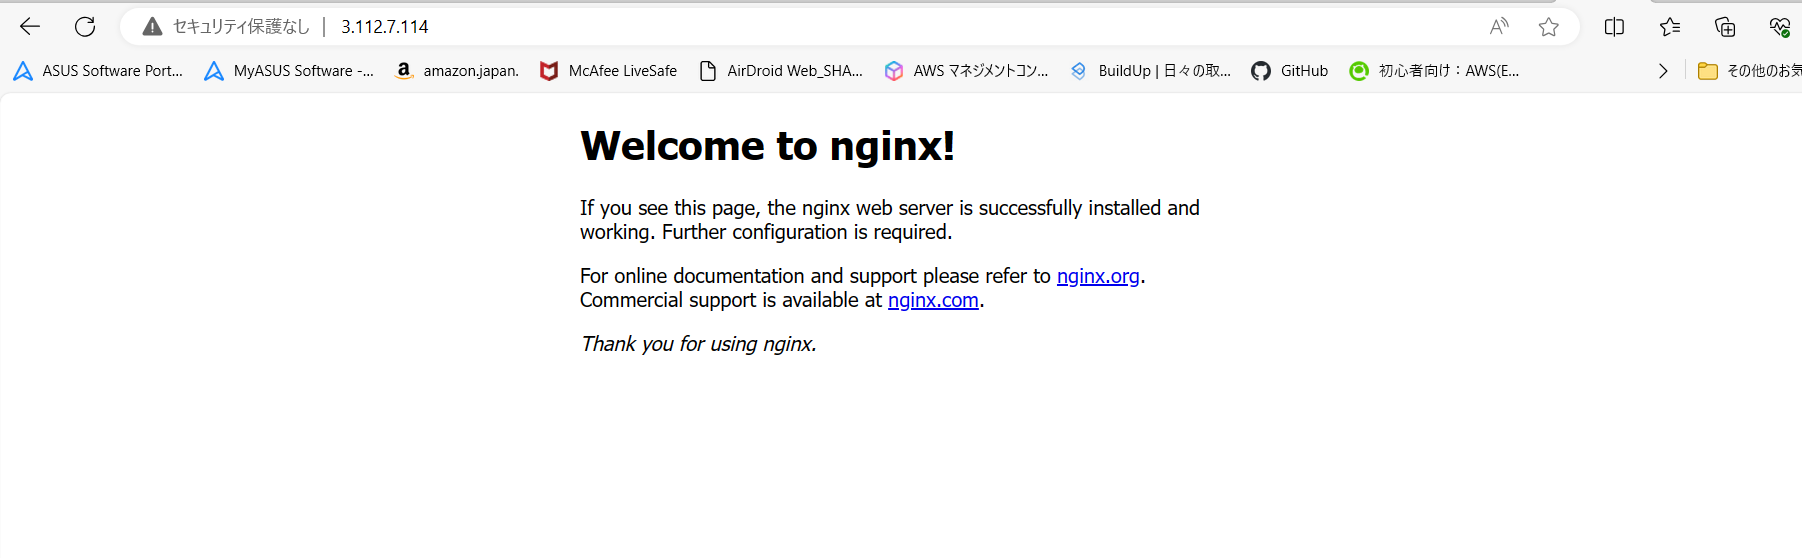 セキュリティ保護なし | 3.112.7.114
ASUS Software Port... MyASUS Software -... amazon.japan. McAfee LiveSafe AirDroid Web_SHA... AWS マネジメントコン... BuildUp | 日々の取... GitHub 初心者向け：AWS(E... その他のお気
Welcome to nginx!
If you see this page, the nginx web server is successfully installed and
working. Further configuration is required.
For online documentation and support please refer to nginx.org.
Commercial support is available at nginx.com.
Thank you for using nginx.